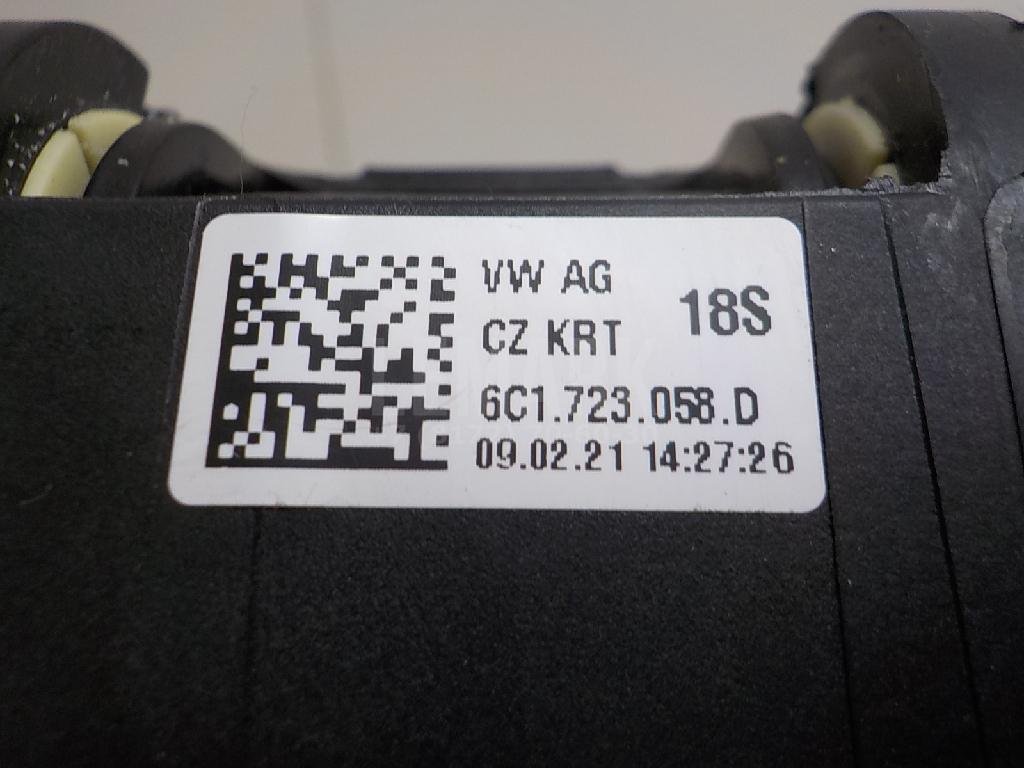 VW AG
18S
CZ KRT
6C1.723.058.D
09.02.21 14:27:26